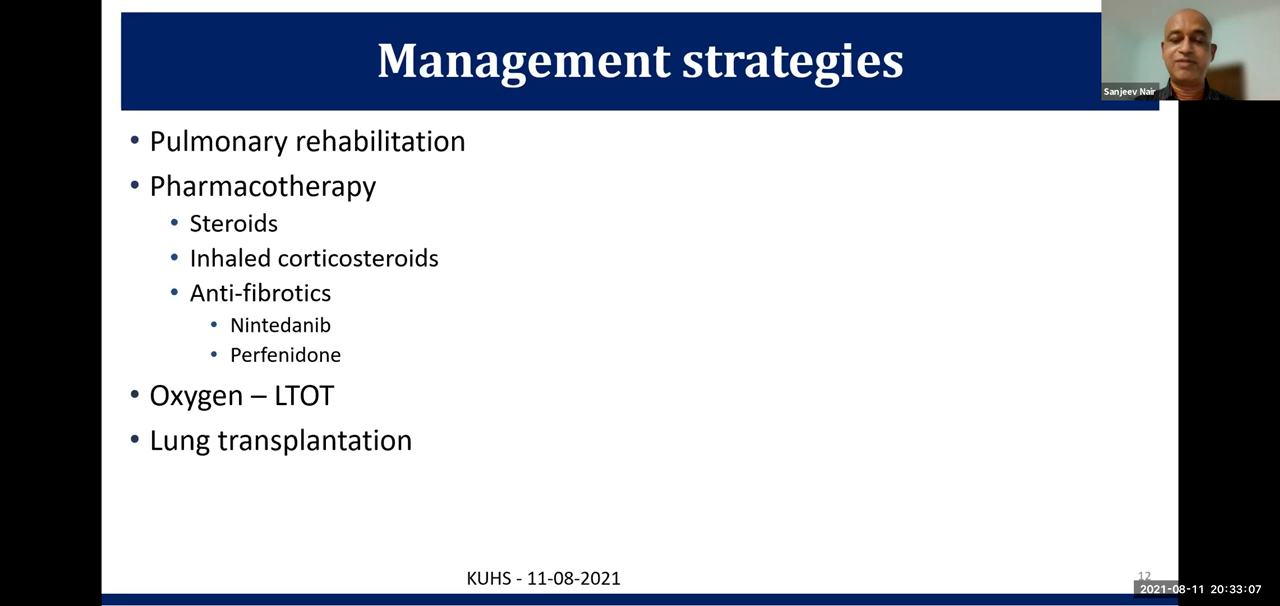 Management strategies
Sanjeev Nair
• Pulmonary rehabilitation
• Pharmacotherapy
• Steroids
• Inhaled corticosteroids
• Anti-fibrotics
• Nintedanib
• Perfenidone
• Oxygen – LTOT
• Lung transplantation
KUHS - 11-08-2021
12
2021-08-11 20:33:07